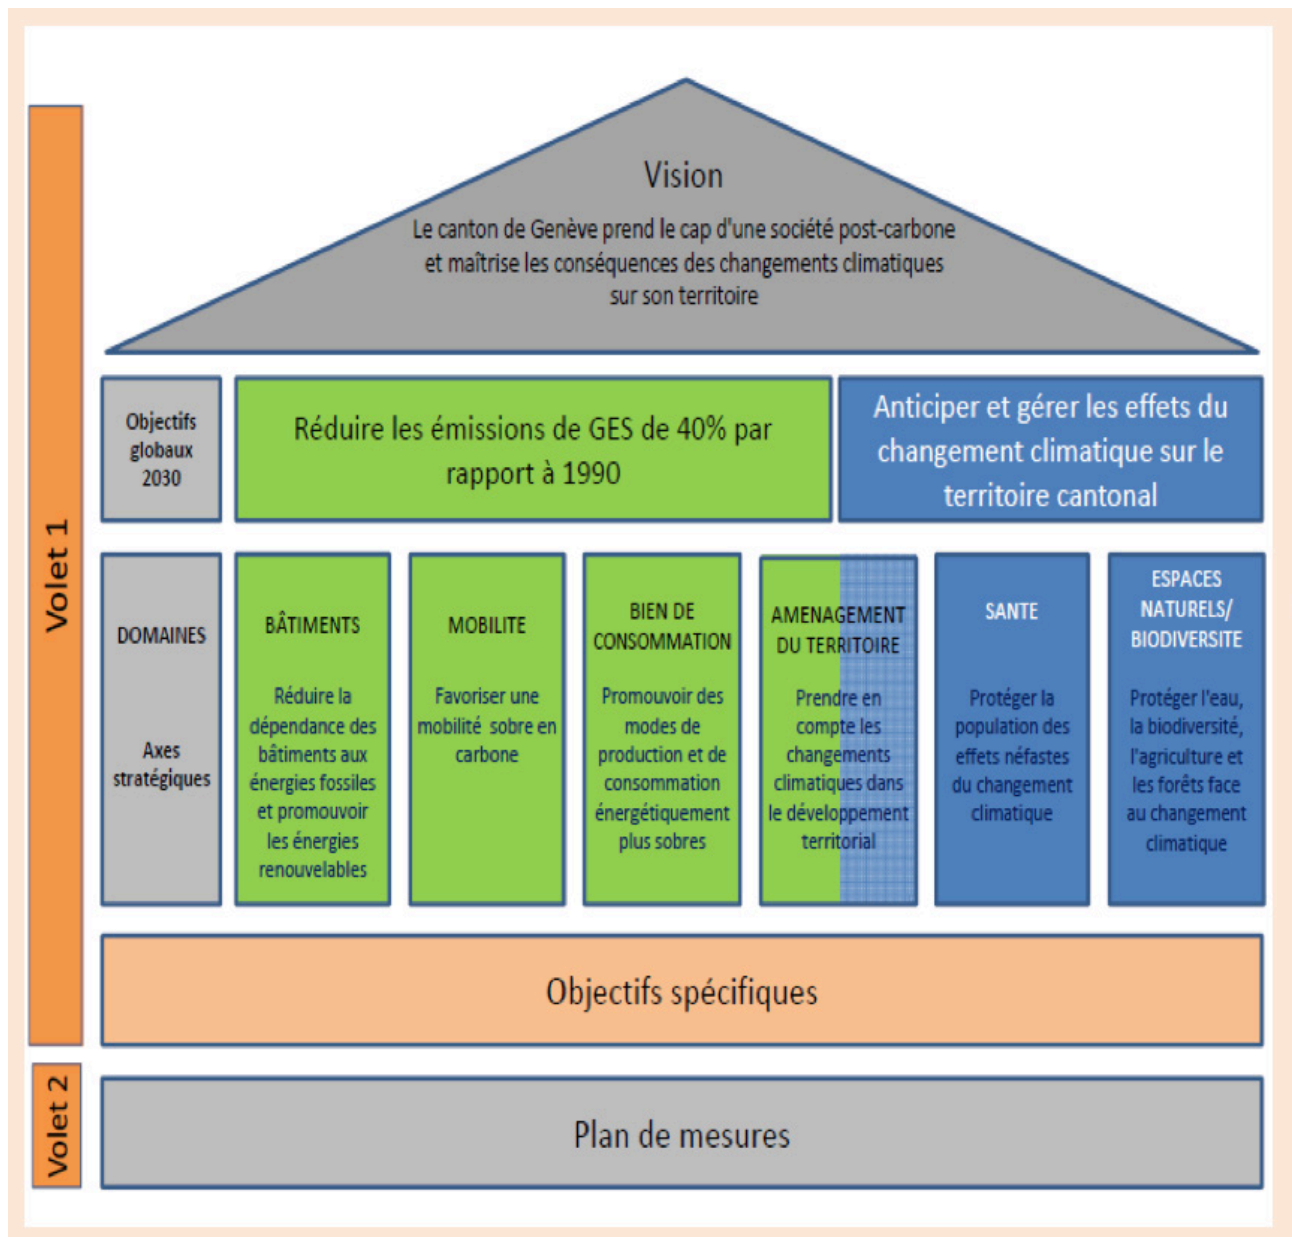 Volet 1
Vision
Le canton de Genève prend le cap d'une société post-carbone
et maîtrise les conséquences des changements climatiques
sur son territoire
Objectifs
globaux
2030
Réduire les émissions de GES de 40% par
rapport à 1990
Anticiper et gérer les effets du
changement climatique sur le
territoire cantonal
DOMAINES
Axes
stratégiques
BÂTIMENTS
Réduire la
dépendance des
bâtiments aux
énergies fossiles
et promouvoir
les énergies
renouvelables
MOBILITE
Favoriser une
mobilité sobre en
carbone
BIEN DE
CONSOMMATION
Promouvoir des
modes de
production et de
consommation
énergétiquement
plus sobres
AMENAGEMENT
DU TERRITOIRE
Prendre en
compte les
changements
climatiques dans
le développement
territorial
SANTE
Protéger la
population des
effets néfastes
du changement
climatique
ESPACES
NATURELS/
BIODIVERSITE
Protéger l'eau,
la biodiversité,
l'agriculture et
les forêts face
au changement
climatique
Objectifs spécifiques
Volet 2
Plan de mesures